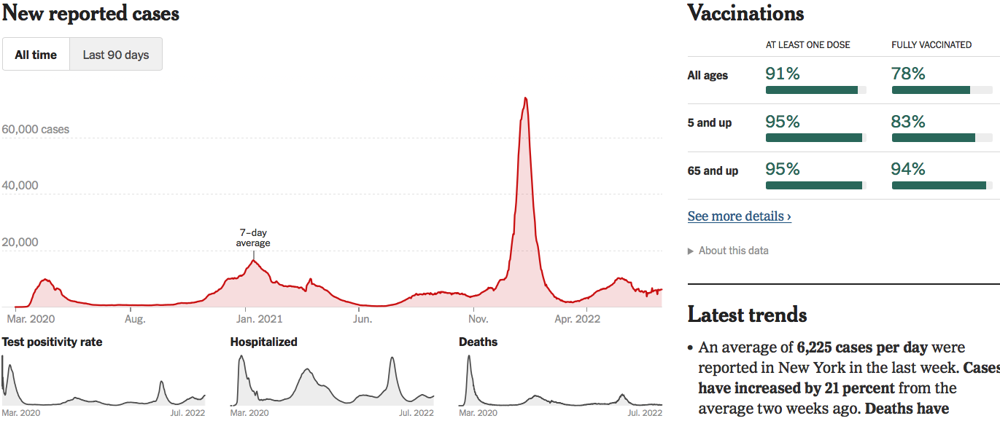 New reported cases
All time
Last 90 days
60,000 cases
40,000
20,000
7–day
average
Mar. 2020
Aug.
Jan. 2021
Jun.
Nov.
Apr. 2022
Test positivity rate
Mar. 2020
Jul. 2022
Hospitalized
Mar. 2020
Jul. 2022
Deaths
Mar. 2020
Jul. 2022
Vaccinations
AT LEAST ONE DOSE FULLY VACCINATED
All ages 91% 78%
5 and up 95% 83%
65 and up 95% 94%
See more details ›
▶ About this data
Latest trends
• An average of 6,225 cases per day were
reported in New York in the last week. Cases
have increased by 21 percent from the
average two weeks ago. Deaths have